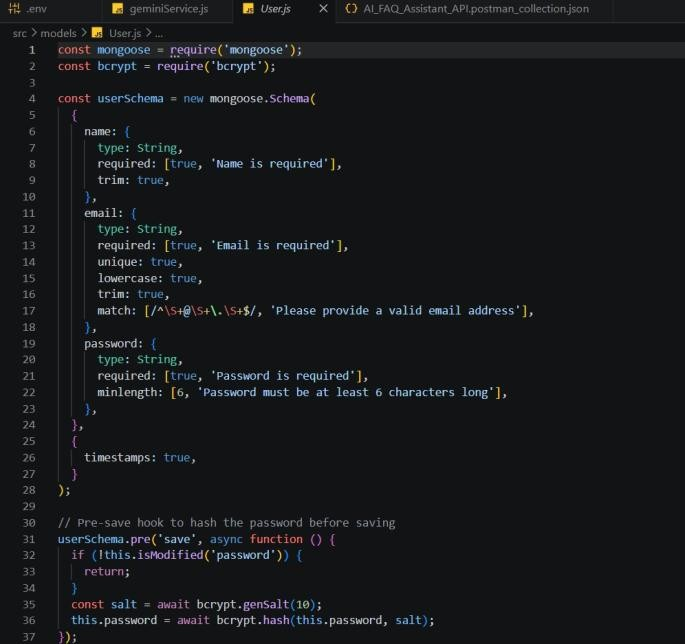 .env geminiService.js User.js AI_FAQ_Assistant_API.postman_collection.json
src > models > User.js > ...
1 const mongoose = require('mongoose');
2 const bcrypt = require('bcrypt');
3
4 const userSchema = new mongoose.Schema(
5 {
6 name: {
7 type: String,
8 required: [true, 'Name is required'],
9 trim: true,
10 },
11 email: {
12 type: String,
13 required: [true, 'Email is required'],
14 unique: true,
15 lowercase: true,
16 trim: true,
17 match: [/^\S+@\S+\.\S+$/, 'Please provide a valid email address'],
18 },
19 password: {
20 type: String,
21 required: [true, 'Password is required'],
22 minlength: [6, 'Password must be at least 6 characters long'],
23 },
24 },
25 {
26 timestamps: true,
27 }
28 );
29
30 // Pre-save hook to hash the password before saving
31 userSchema.pre('save', async function () {
32 if (!this.isModified('password')) {
33 return;
34 }
35 const salt = await bcrypt.genSalt(10);
36 this.password = await bcrypt.hash(this.password, salt);
37 });